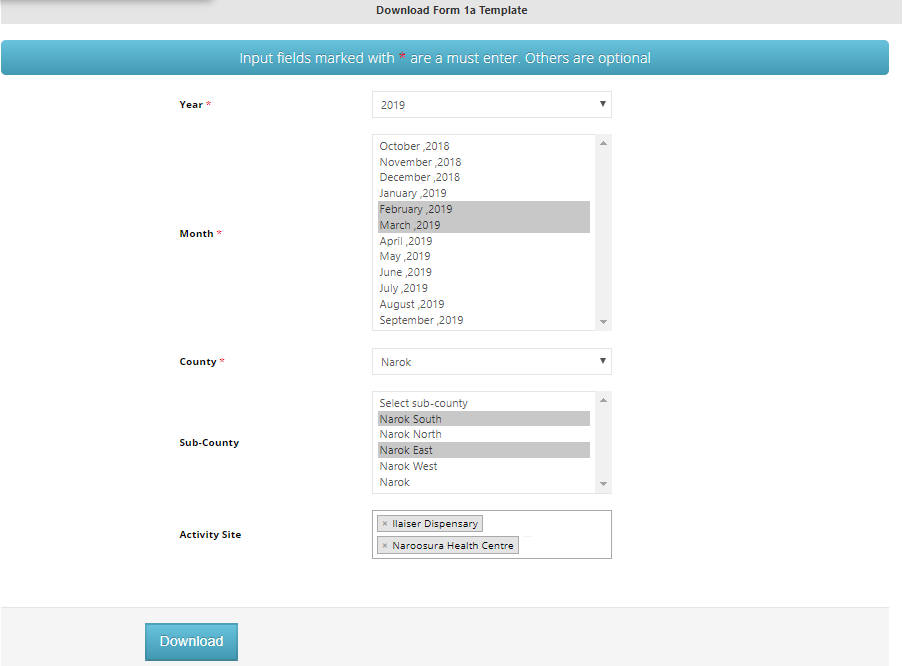 Download Form 1a Template
Input fields marked with * are a must enter. Others are optional
Year *
2019
Month *
October ,2018
November ,2018
December ,2018
January ,2019
February ,2019
March ,2019
April ,2019
May ,2019
June ,2019
July ,2019
August ,2019
September ,2019
County *
Narok
Sub-County
Select sub-county
Narok South
Narok North
Narok East
Narok West
Narok
Activity Site
× Ilaiser Dispensary
× Naroosura Health Centre
Download